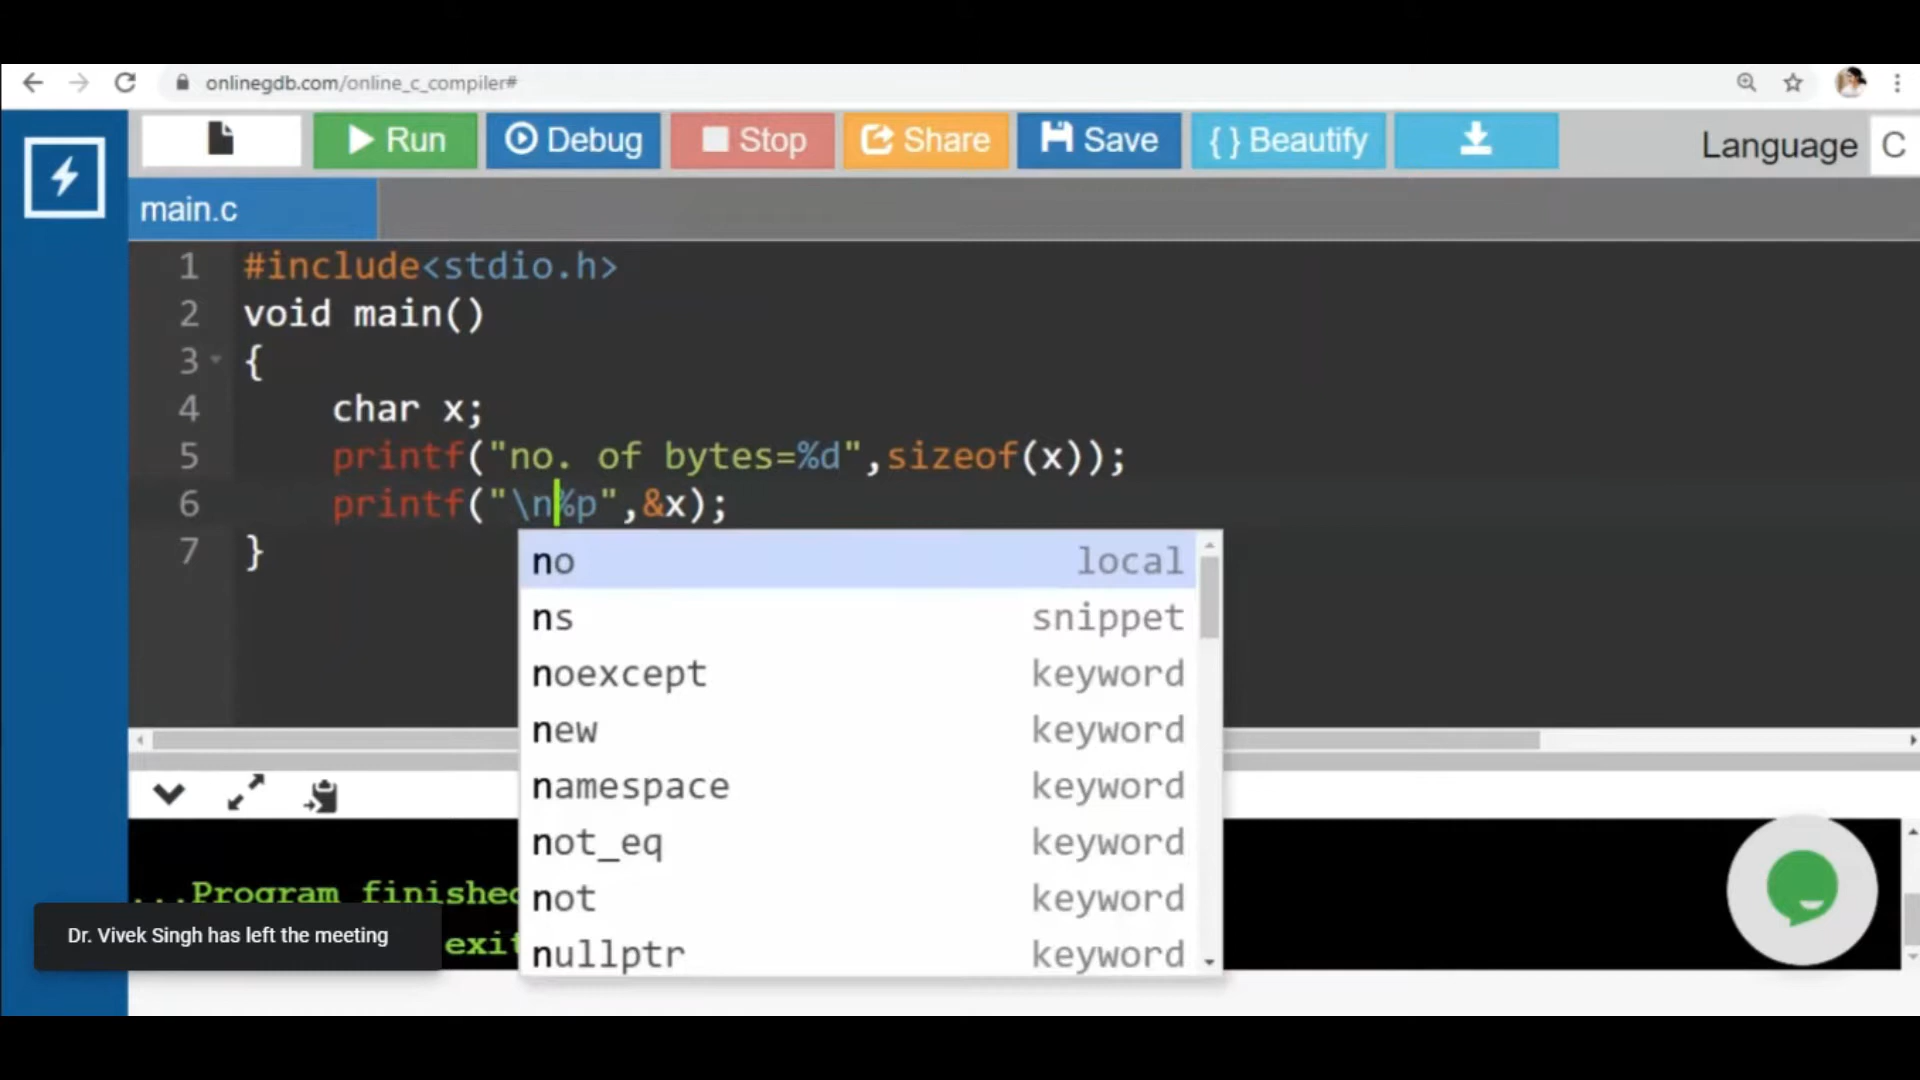 onlinegdb.com/online_c_compiler#
Run Debug Stop Share Save { } Beautify Language C
main.c
1 #include<stdio.h>
2 void main()
3 {
4 char x;
5 printf("no. of bytes=%d",sizeof(x));
6 printf("\n%p",&x);
7 }
no local
ns snippet
noexcept keyword
new keyword
namespace keyword
not_eq keyword
not keyword
nullptr keyword
...Program finished
exit
Dr. Vivek Singh has left the meeting